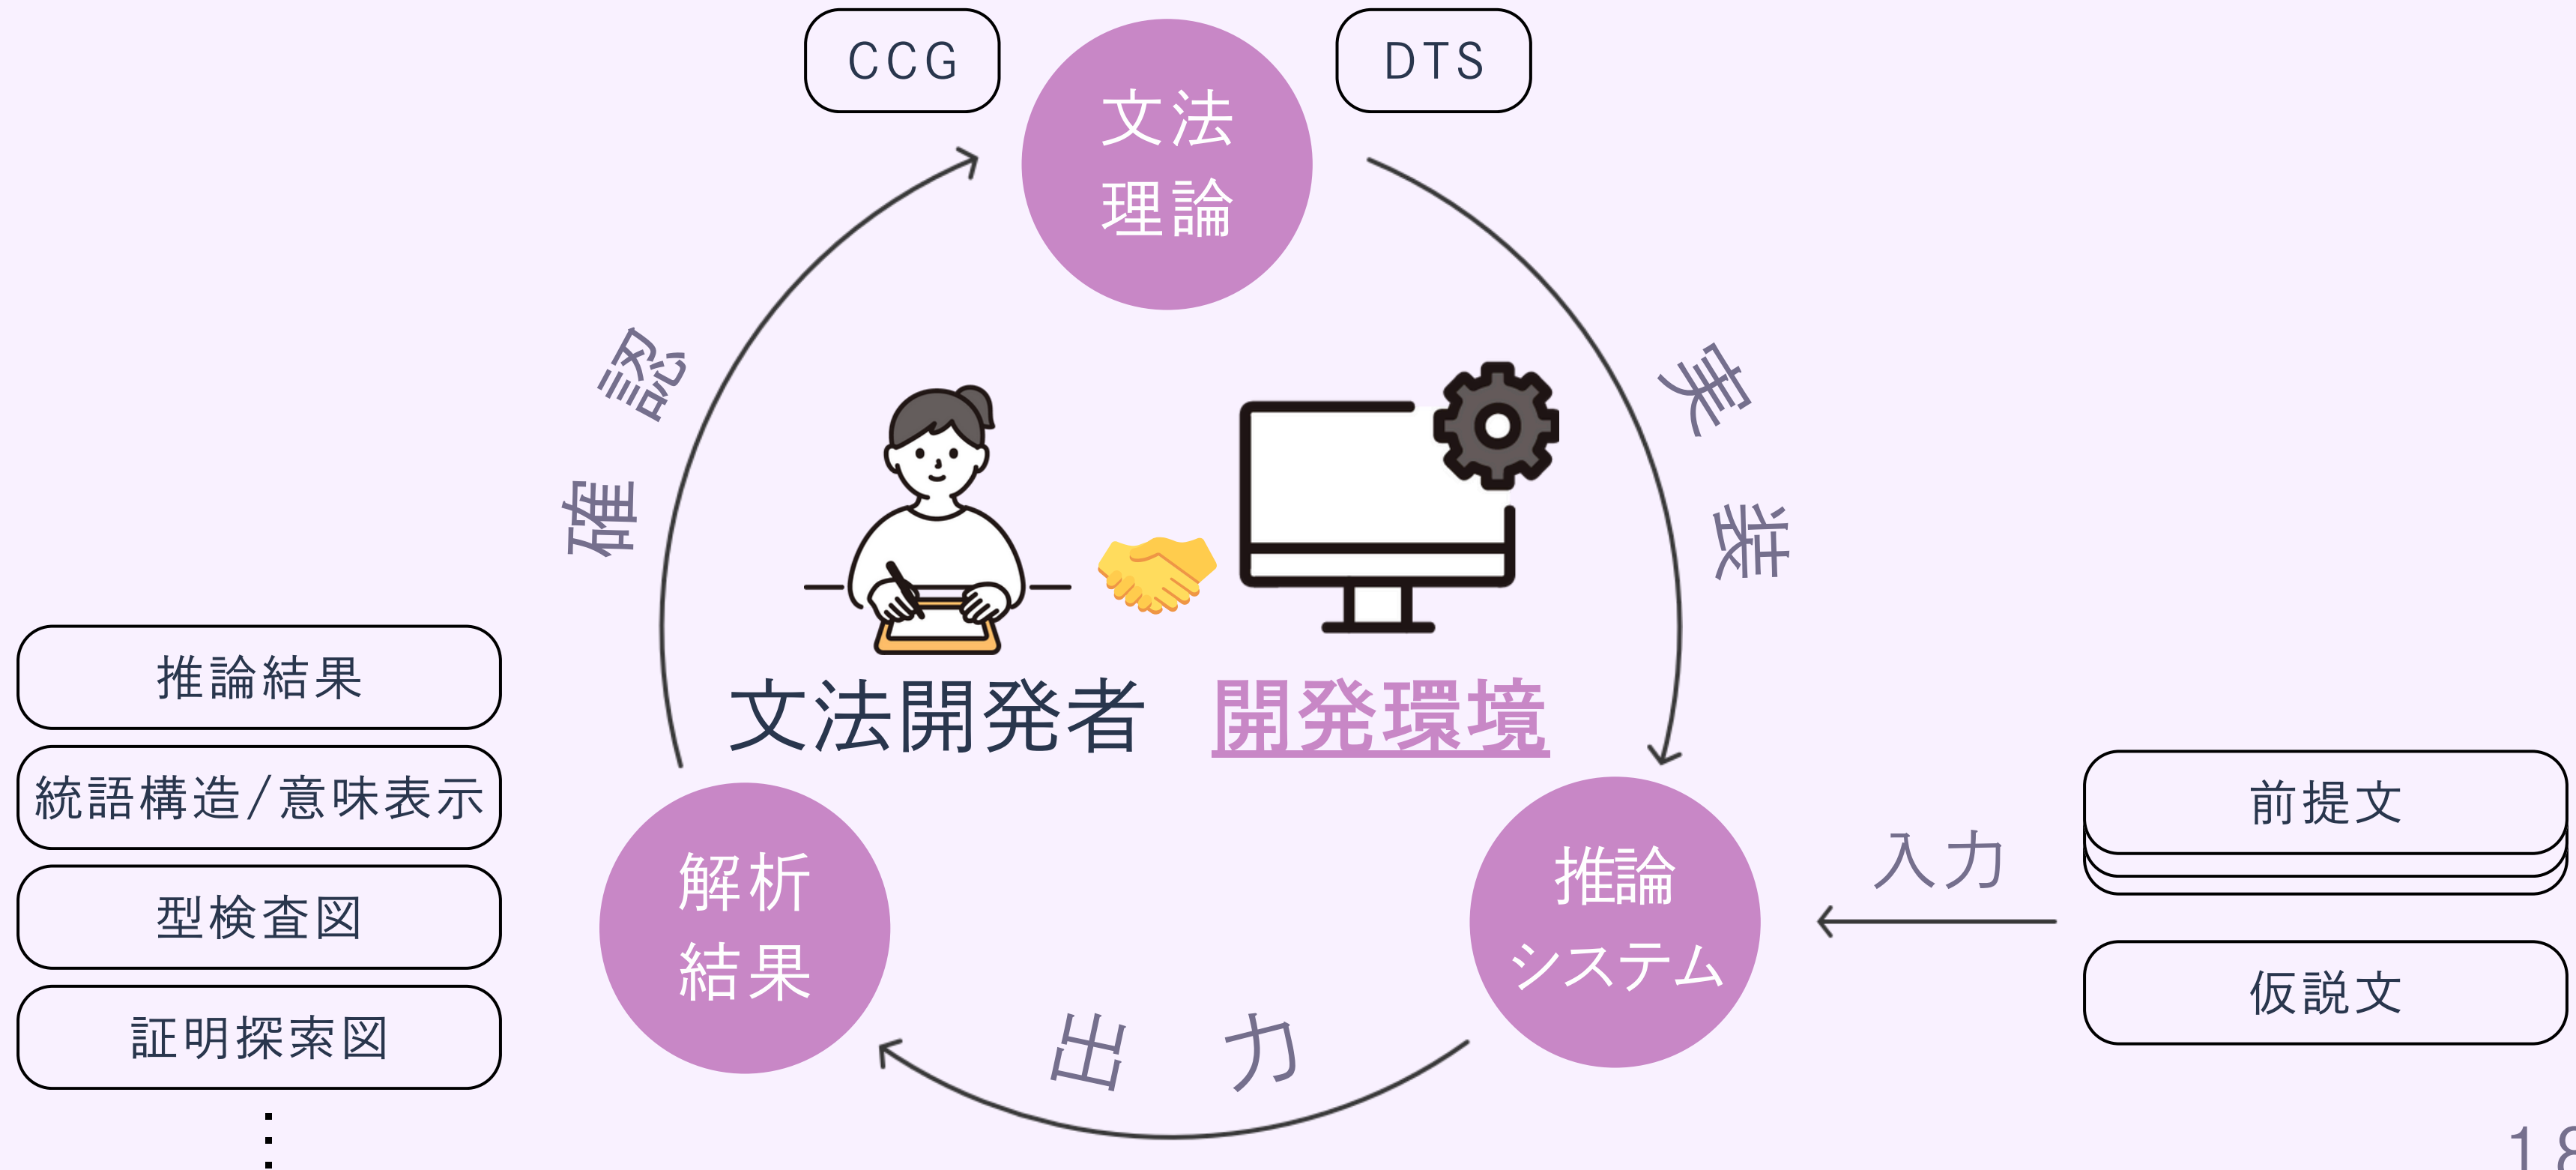 CCG
DTS
文法
理論
確認
実装
文法開発者
開発環境
推論結果
統語構造/意味表示
型検査図
証明探索図
解析
結果
推論
システム
入力
前提文
仮説文
出力
18